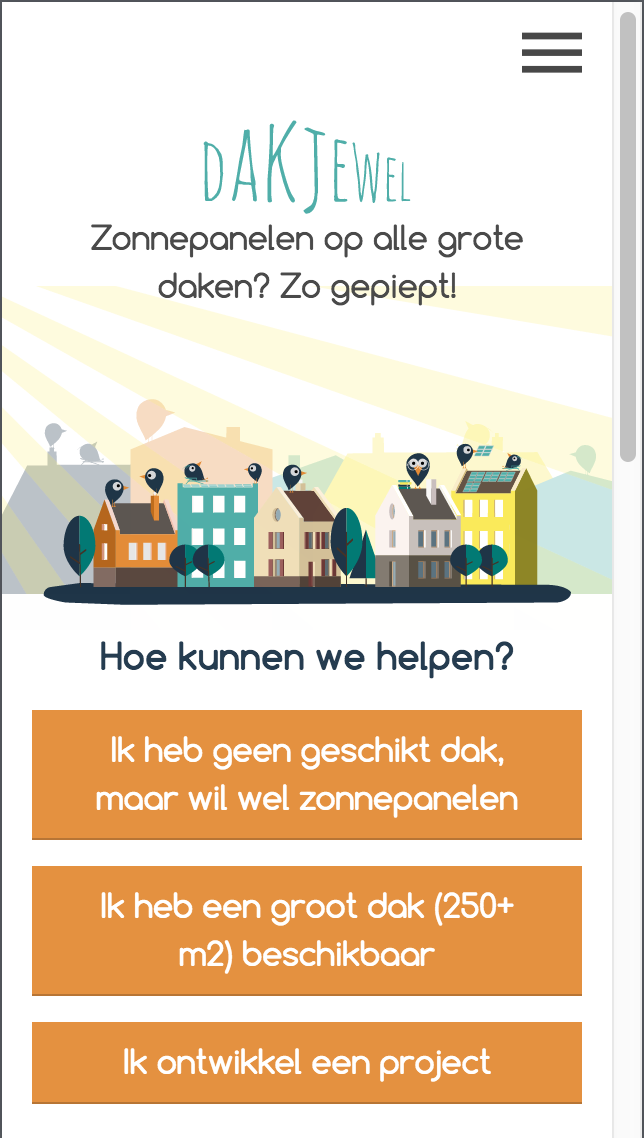 DAKJEWEL
Zonnepanelen op alle grote
daken? Zo gepiept!
Hoe kunnen we helpen?
Ik heb geen geschikt dak,
maar wil wel zonnepanelen
Ik heb een groot dak (250+
m2) beschikbaar
Ik ontwikkel een project